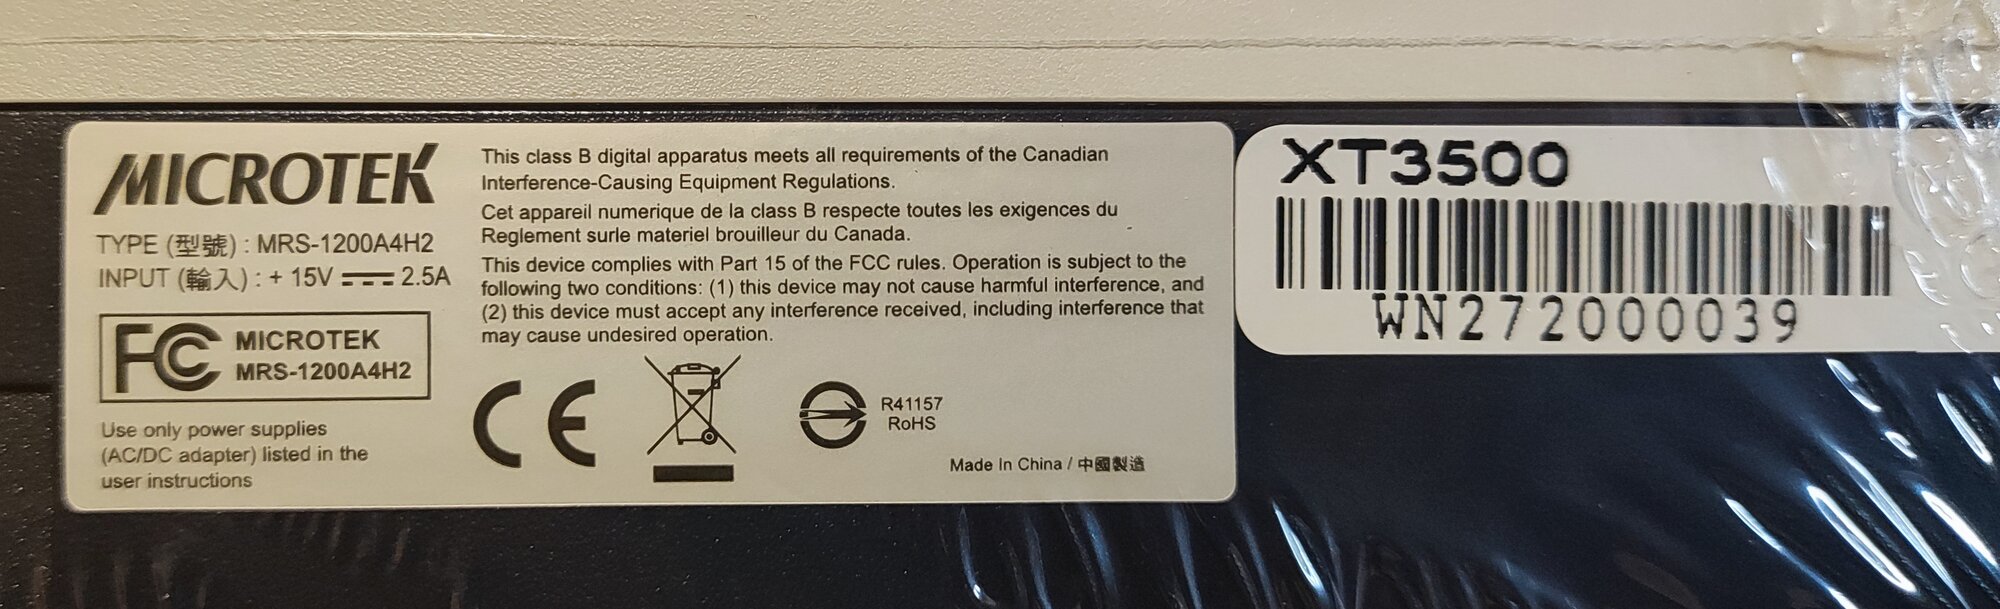 MICROTEK
TYPE (型號) : MRS-1200A4H2
INPUT (輸入) : + 15V 2.5A
FC MICROTEK
MRS-1200A4H2
Use only power supplies
(AC/DC adapter) listed in the
user instructions
This class B digital apparatus meets all requirements of the Canadian
Interference-Causing Equipment Regulations.
Cet appareil numerique de la class B respecte toutes les exigences du
Reglement surle materiel brouilleur du Canada.
This device complies with Part 15 of the FCC rules. Operation is subject to the
following two conditions: (1) this device may not cause harmful interference, and
(2) this device must accept any interference received, including interference that
may cause undesired operation.
CE
R41157
RoHS
Made In China / 中國製造
XT3500
WN272000039